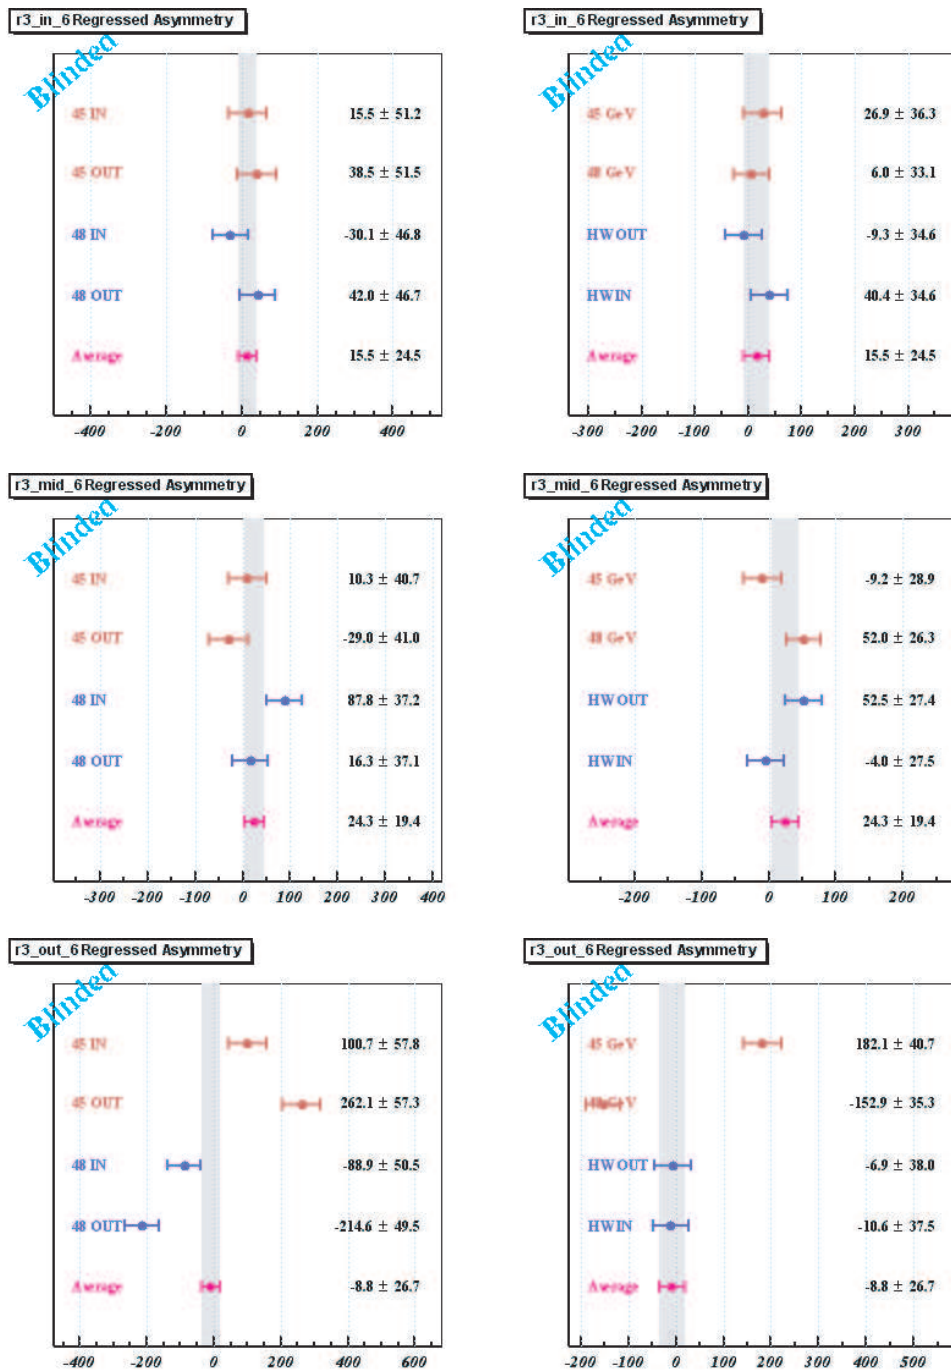 r3_in_6 Regressed Asymmetry
Blinded
45 IN 15.5 ± 51.2
45 OUT 38.5 ± 51.5
48 IN -30.1 ± 46.8
48 OUT 42.0 ± 46.7
Average 15.5 ± 24.5
-400 -200 0 200 400
r3_in_6 Regressed Asymmetry
Blinded
45 GeV 26.9 ± 36.3
48 GeV 6.0 ± 33.1
HWOUT -9.3 ± 34.6
HWIN 40.4 ± 34.6
Average 15.5 ± 24.5
-300 -200 -100 0 100 200 300
r3_mid_6 Regressed Asymmetry
Blinded
45 IN 10.3 ± 40.7
45 OUT -29.0 ± 41.0
48 IN 87.8 ± 37.2
48 OUT 16.3 ± 37.1
Average 24.3 ± 19.4
-300 -200 -100 0 100 200 300 400
r3_mid_6 Regressed Asymmetry
Blinded
45 GeV -9.2 ± 28.9
48 GeV 52.0 ± 26.3
HWOUT 52.5 ± 27.4
HWIN -4.0 ± 27.5
Average 24.3 ± 19.4
-200 -100 0 100 200
r3_out_6 Regressed Asymmetry
Blinded
45 IN 100.7 ± 57.8
45 OUT 262.1 ± 57.3
48 IN -88.9 ± 50.5
48 OUT -214.6 ± 49.5
Average -8.8 ± 26.7
-400 -200 0 200 400 600
r3_out_6 Regressed Asymmetry
Blinded
45 GeV 182.1 ± 40.7
48 GeV -152.9 ± 35.3
HWOUT -6.9 ± 38.0
HWIN -10.6 ± 37.5
Average -8.8 ± 26.7
-200 -100 0 100 200 300 400 500